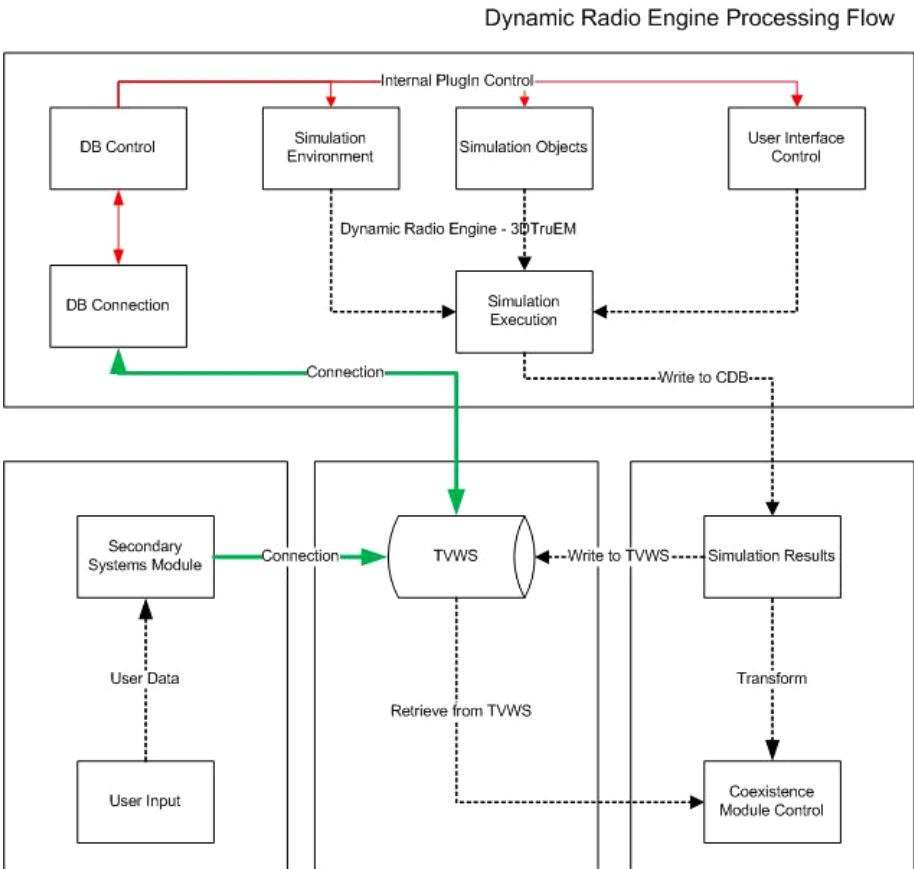 Dynamic Radio Engine Processing Flow
Internal PlugIn Control
DB Control
Simulation
Environment
Simulation Objects
User Interface
Control
Dynamic Radio Engine - 3DTruEM
DB Connection
Simulation
Execution
Connection
Write to CDB
Secondary
Systems Module
Connection
TVWS
Write to TVWS
Simulation Results
User Data
Transform
Retrieve from TVWS
User Input
Coexistence
Module Control